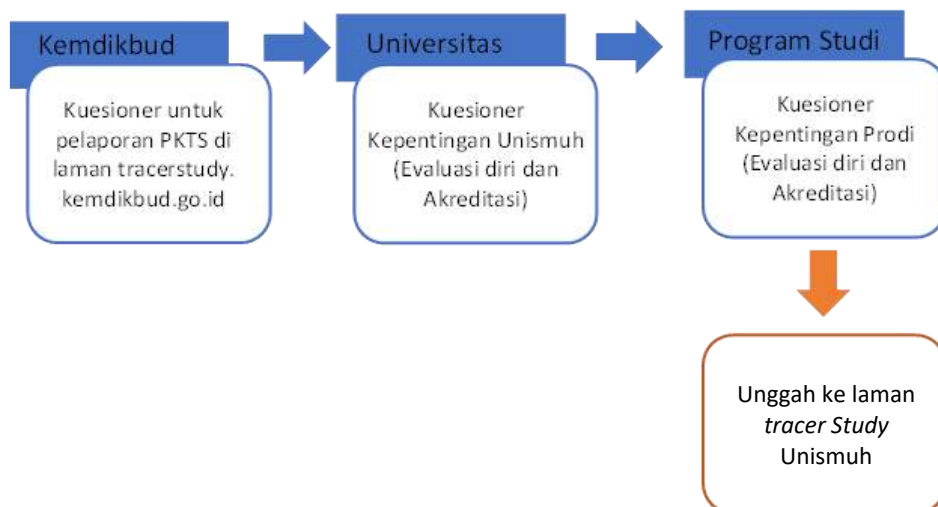 Kemdikbud
Kuesioner untuk
pelaporan PKTS di
laman tracerstudy.
kemdikbud.go.id
Universitas
Kuesioner
Kepentingan Unismuh
(Evaluasi diri dan
Akreditasi)
Program Studi
Kuesioner
Kepentingan Prodi
(Evaluasi diri dan
Akreditasi)
Unggah ke laman
tracer Study
Unismuh